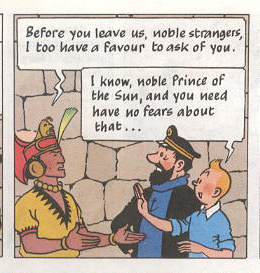 Before you leave us, noble strangers,
I too have a favour to ask of you.
I know, noble Prince of
the Sun, and you need
have no fears about
that...